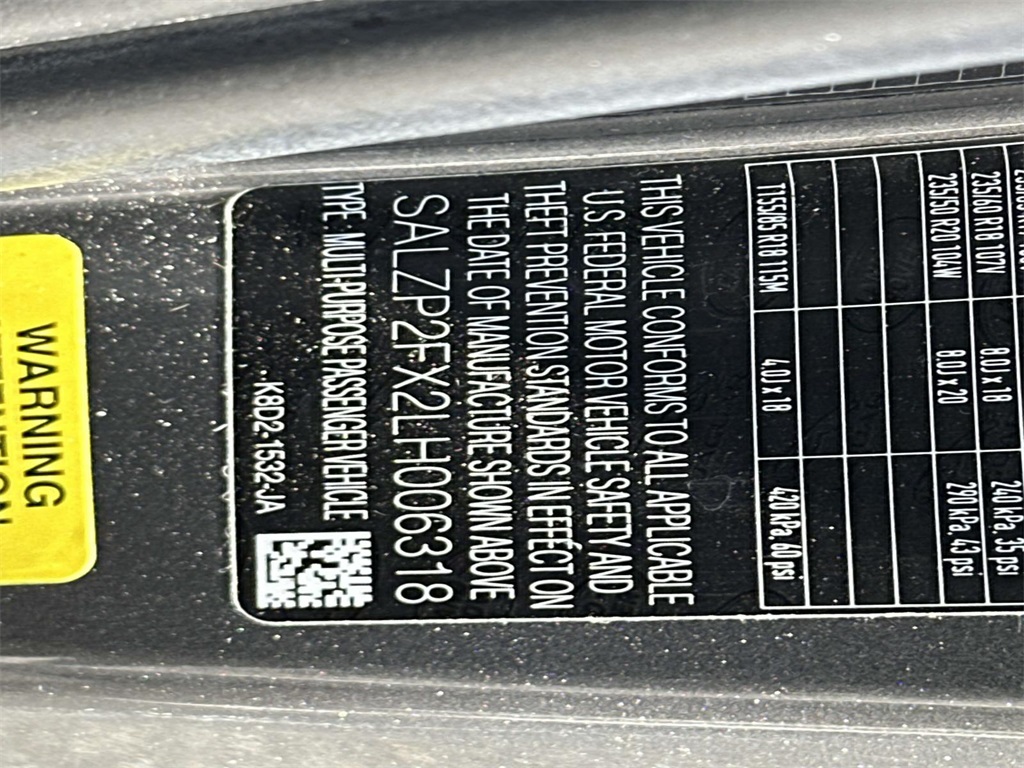 235/60 R18 107V 8.0J x 18 240 kPa, 35 psi
235/50 R20 104W 8.0J x 20 290 kPa, 43 psi
T155/85 R18 115M 4.0J x 18 420 kPa, 60 psi
THIS VEHICLE CONFORMS TO ALL APPLICABLE
U.S. FEDERAL MOTOR VEHICLE SAFETY AND
THEFT PREVENTION STANDARDS IN EFFECT ON
THE DATE OF MANUFACTURE SHOWN ABOVE
SALZP2FX2LH006318
TYPE: MULTI-PURPOSE PASSENGER VEHICLE
K8D2-1532-JA
WARNING